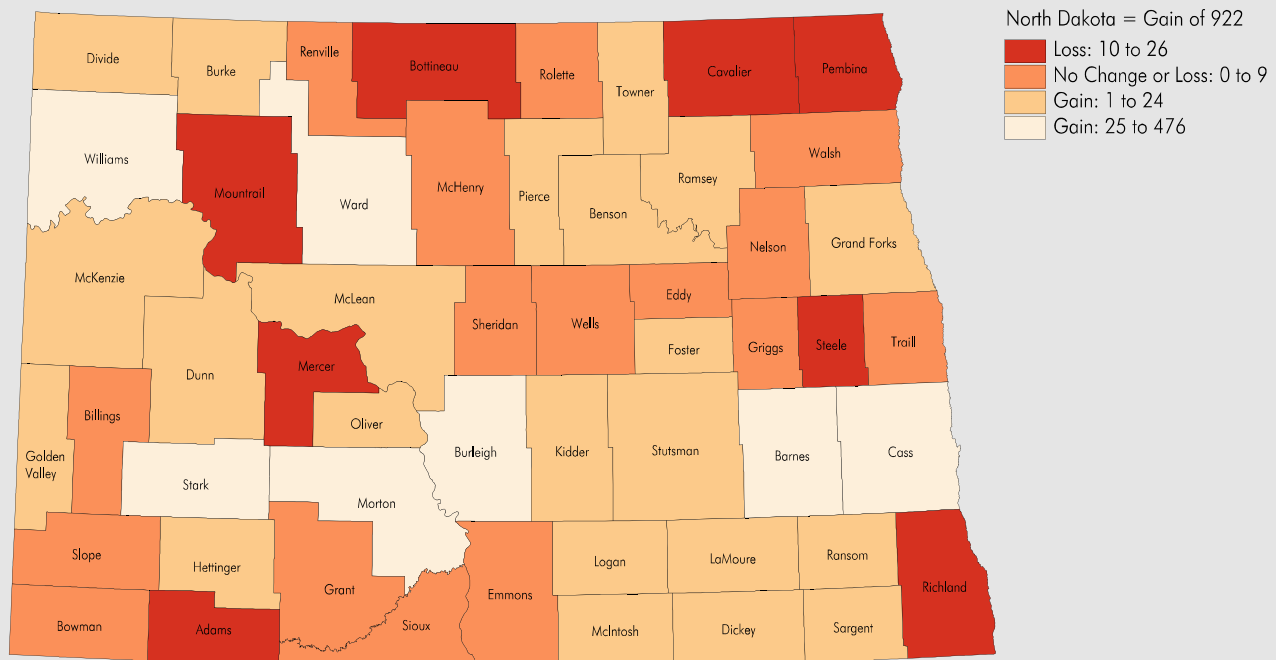 North Dakota = Gain of 922
Loss: 10 to 26
No Change or Loss: 0 to 9
Gain: 1 to 24
Gain: 25 to 476
Divide
Burke
Renville
Bottineau
Rolette
Towner
Cavalier
Pembina
Williams
Mountrail
Ward
McHenry
Pierce
Benson
Ramsey
Walsh
Nelson
Grand Forks
McKenzie
McLean
Sheridan
Wells
Eddy
Foster
Griggs
Steele
Traill
Dunn
Mercer
Oliver
Billings
Golden
Valley
Stark
Morton
Burleigh
Kidder
Stutsman
Barnes
Cass
Slope
Hettinger
Grant
Emmons
Logan
LaMoure
Ransom
Richland
Bowman
Adams
Sioux
McIntosh
Dickey
Sargent